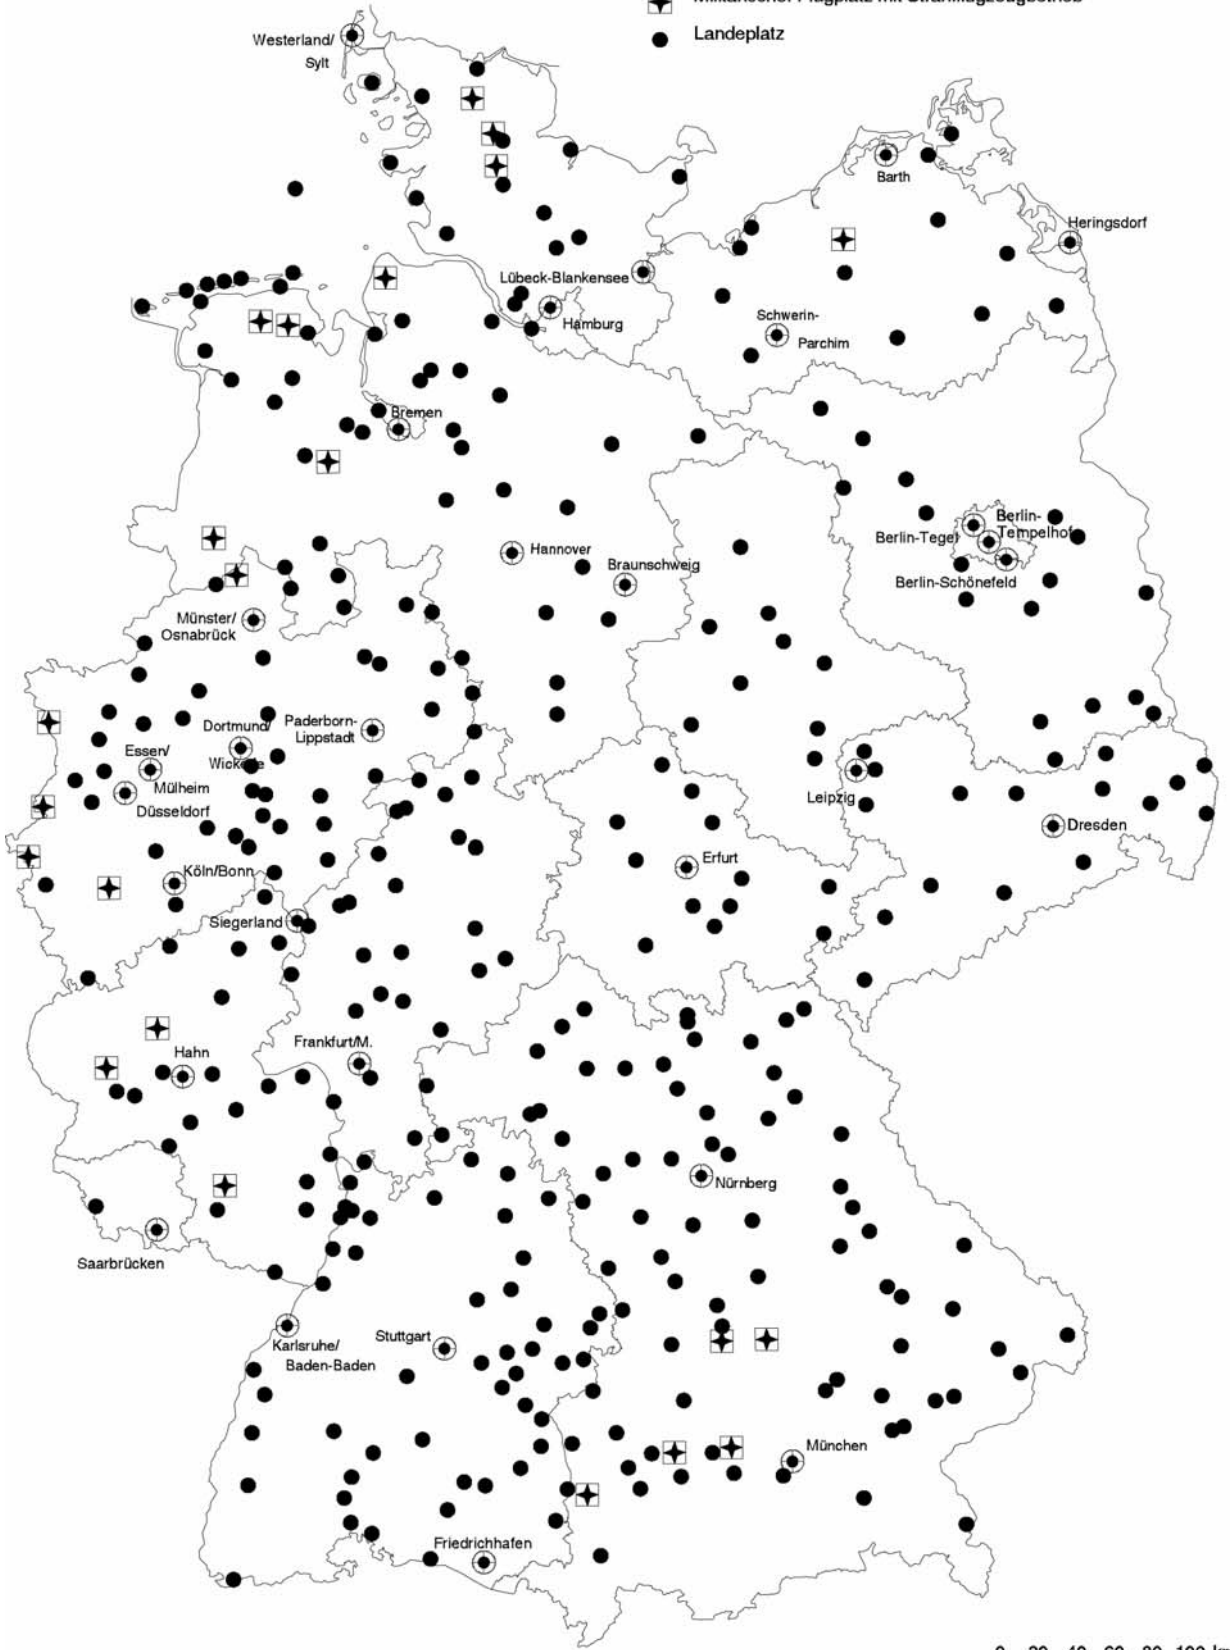 Militärischer Flugplatz mit Strahlflugzeugbetrieb
Landeplatz
Westerland/
Sylt
Barth
Heringsdorf
Lübeck-Blankensee
Hamburg
Schwerin-
Parchim
Bremen
Berlin-
Tempelhof
Berlin-Tegel
Berlin-Schönefeld
Hannover
Braunschweig
Münster/
Osnabrück
Dortmund/
Wickede
Paderborn-
Lippstadt
Essen/
Mülheim
Düsseldorf
Leipzig
Dresden
Köln/Bonn
Erfurt
Siegerland
Frankfurt/M.
Hahn
Nürnberg
Saarbrücken
Karlsruhe/
Baden-Baden
Stuttgart
München
Friedrichhafen
0 20 40 60 80 100 km